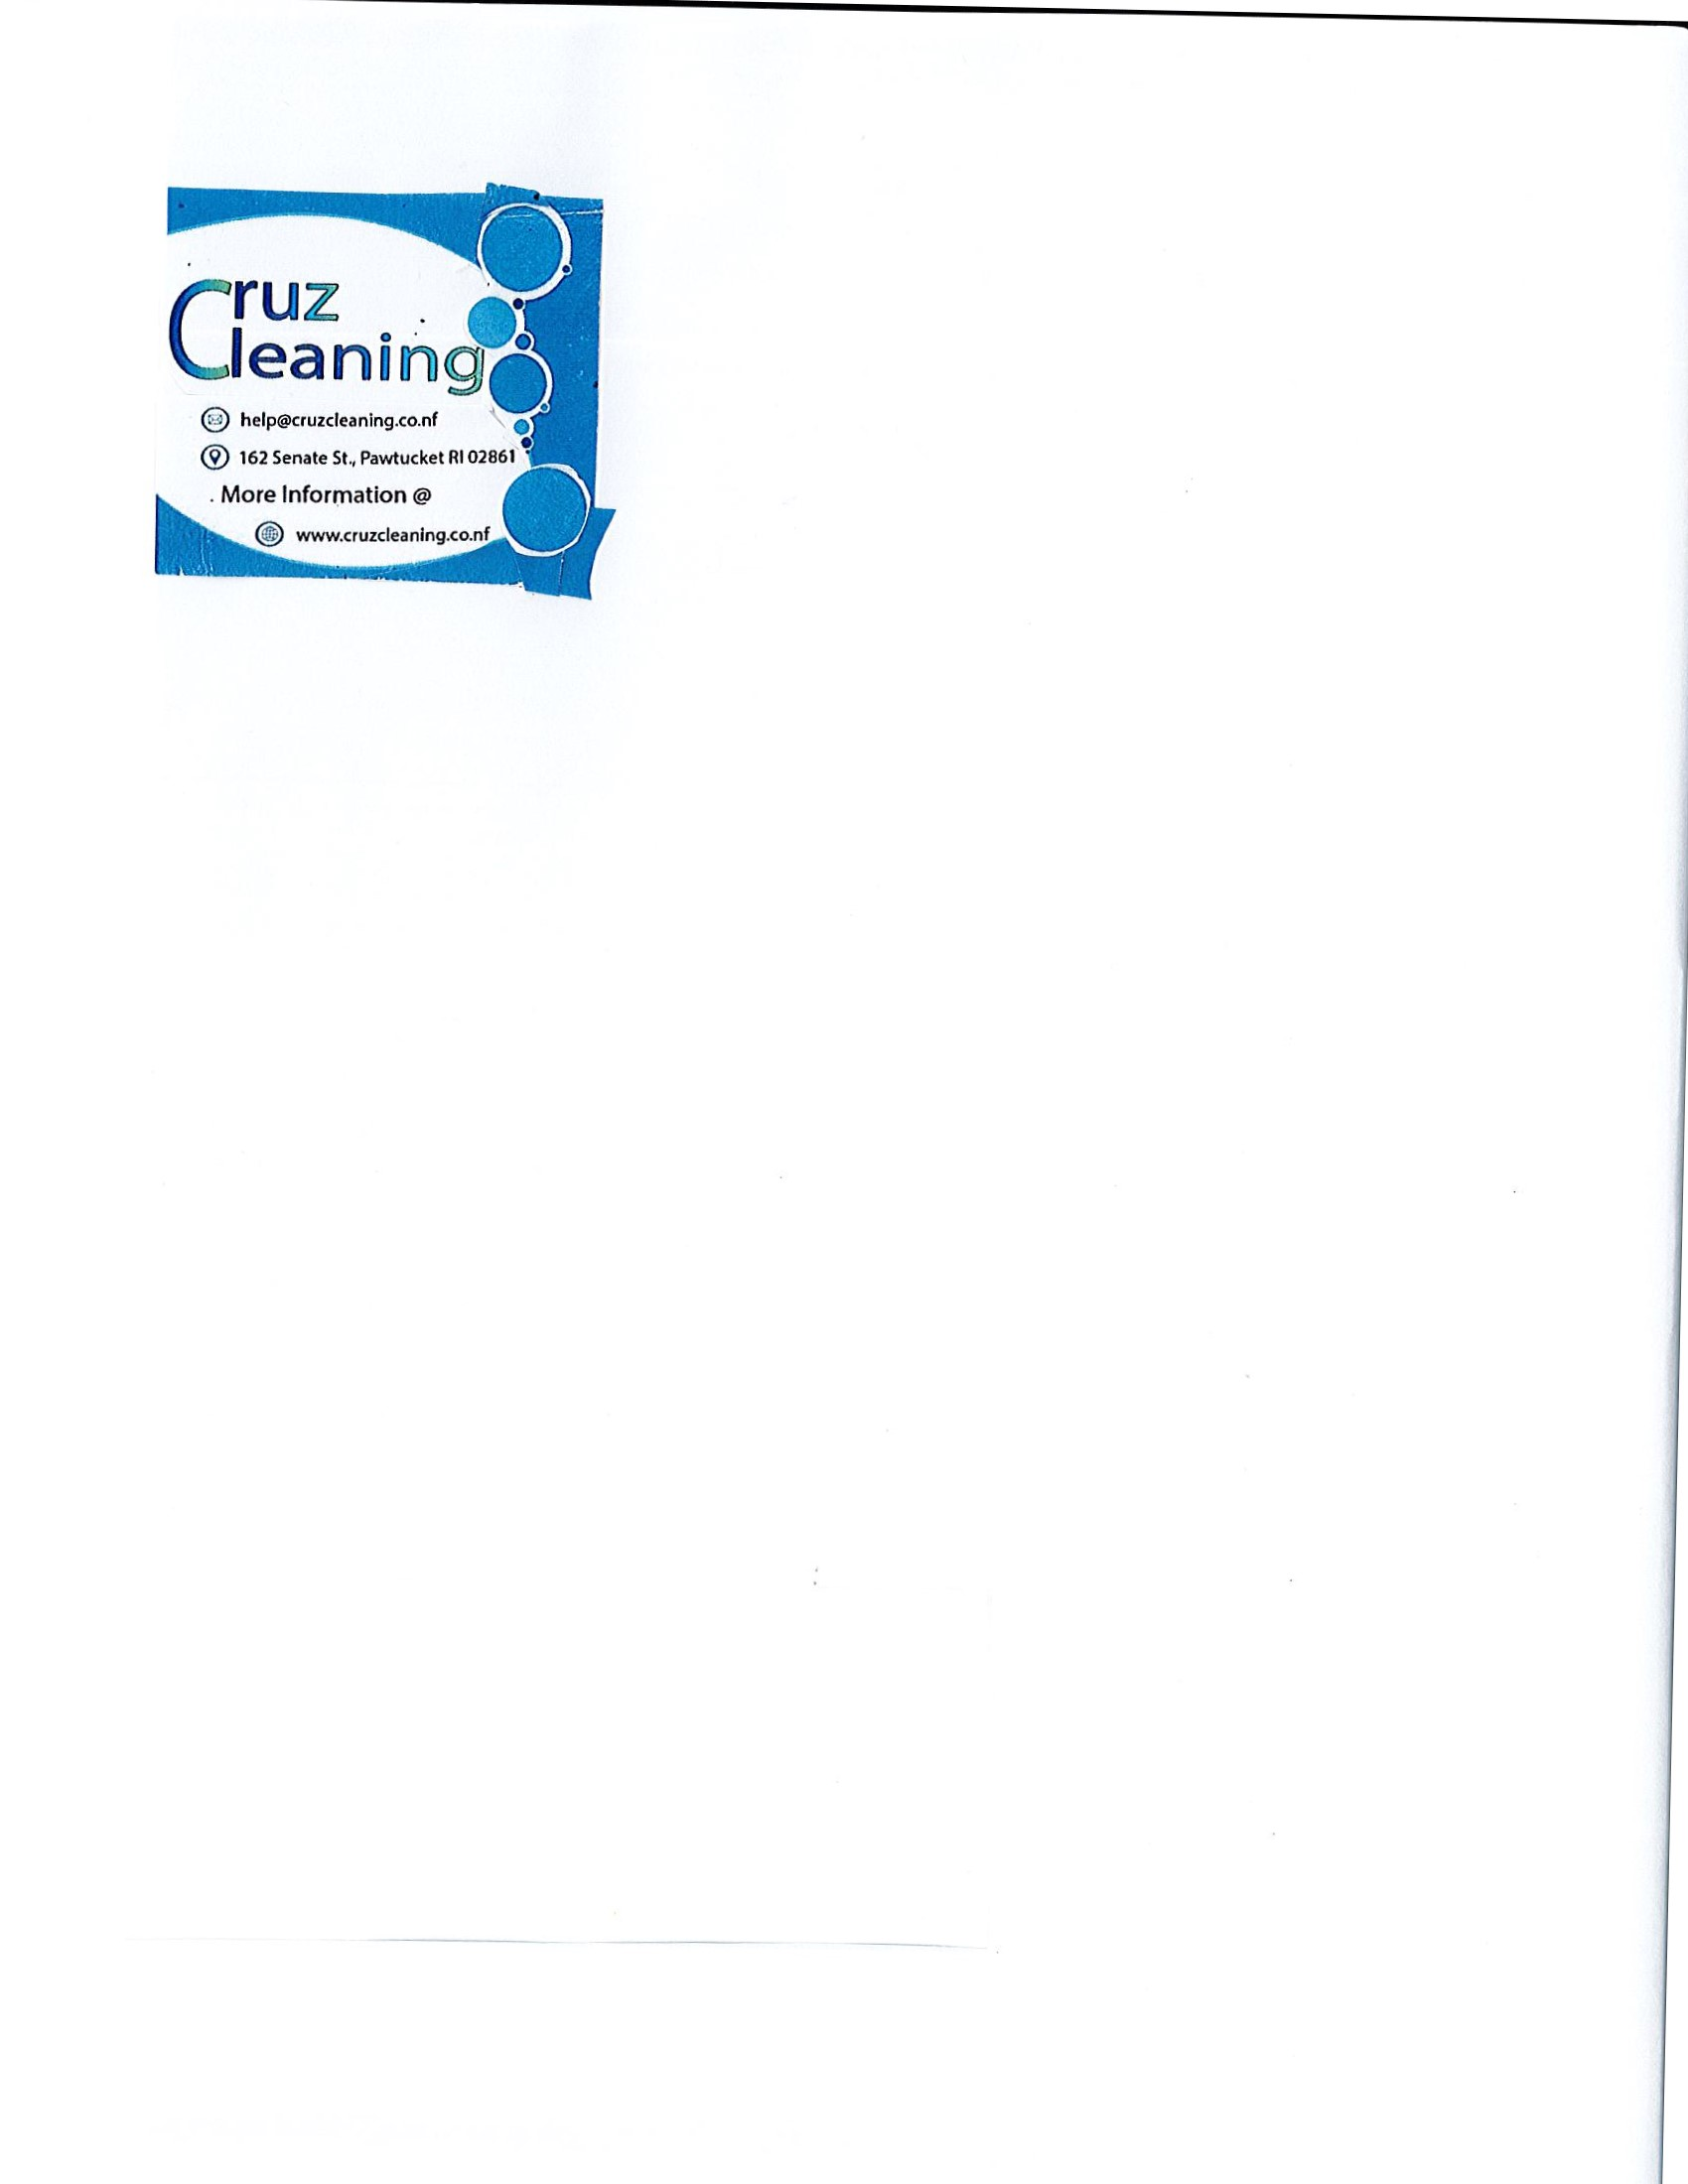 Cruz
Cleaning
help@cruzcleaning.co.nf
162 Senate St., Pawtucket RI 02861
. More Information @
www.cruzcleaning.co.nf